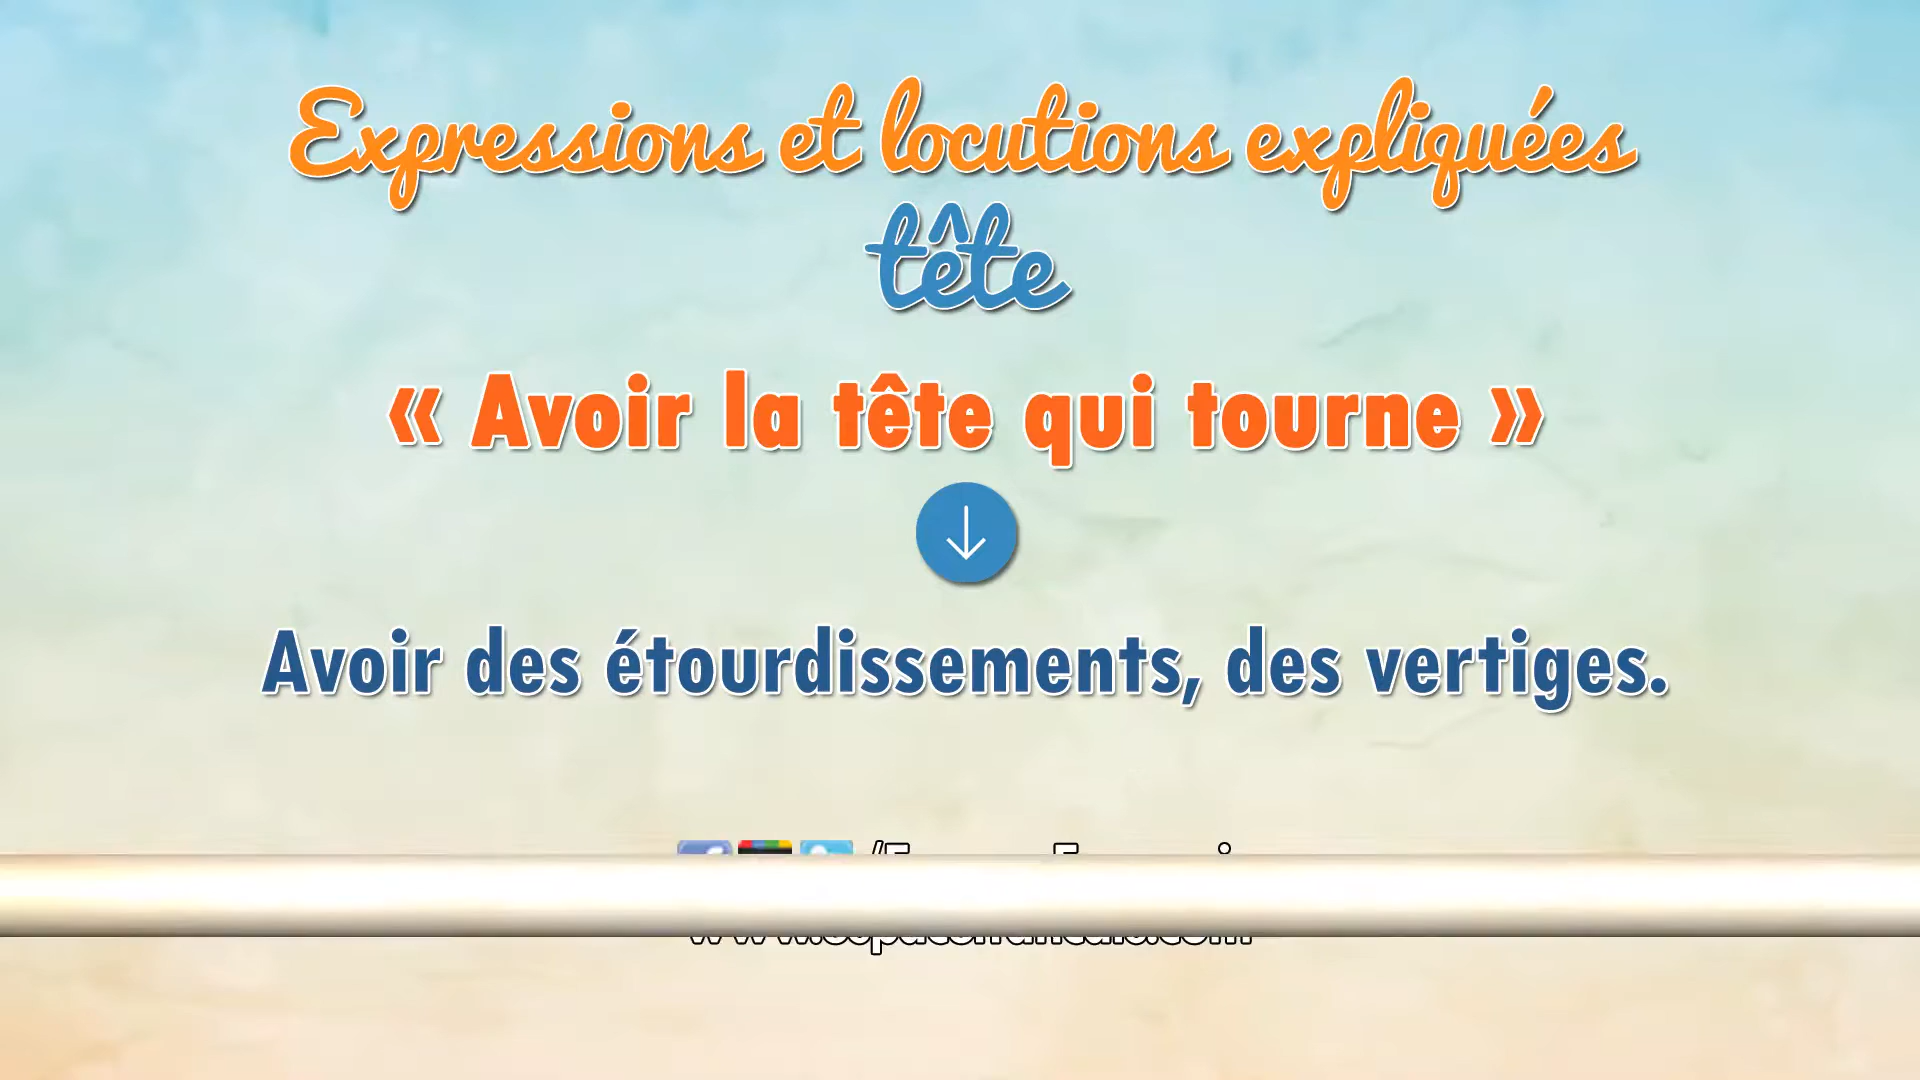 Expressions et locutions expliquées
tête
« Avoir la tête qui tourne »
Avoir des étourdissements, des vertiges.